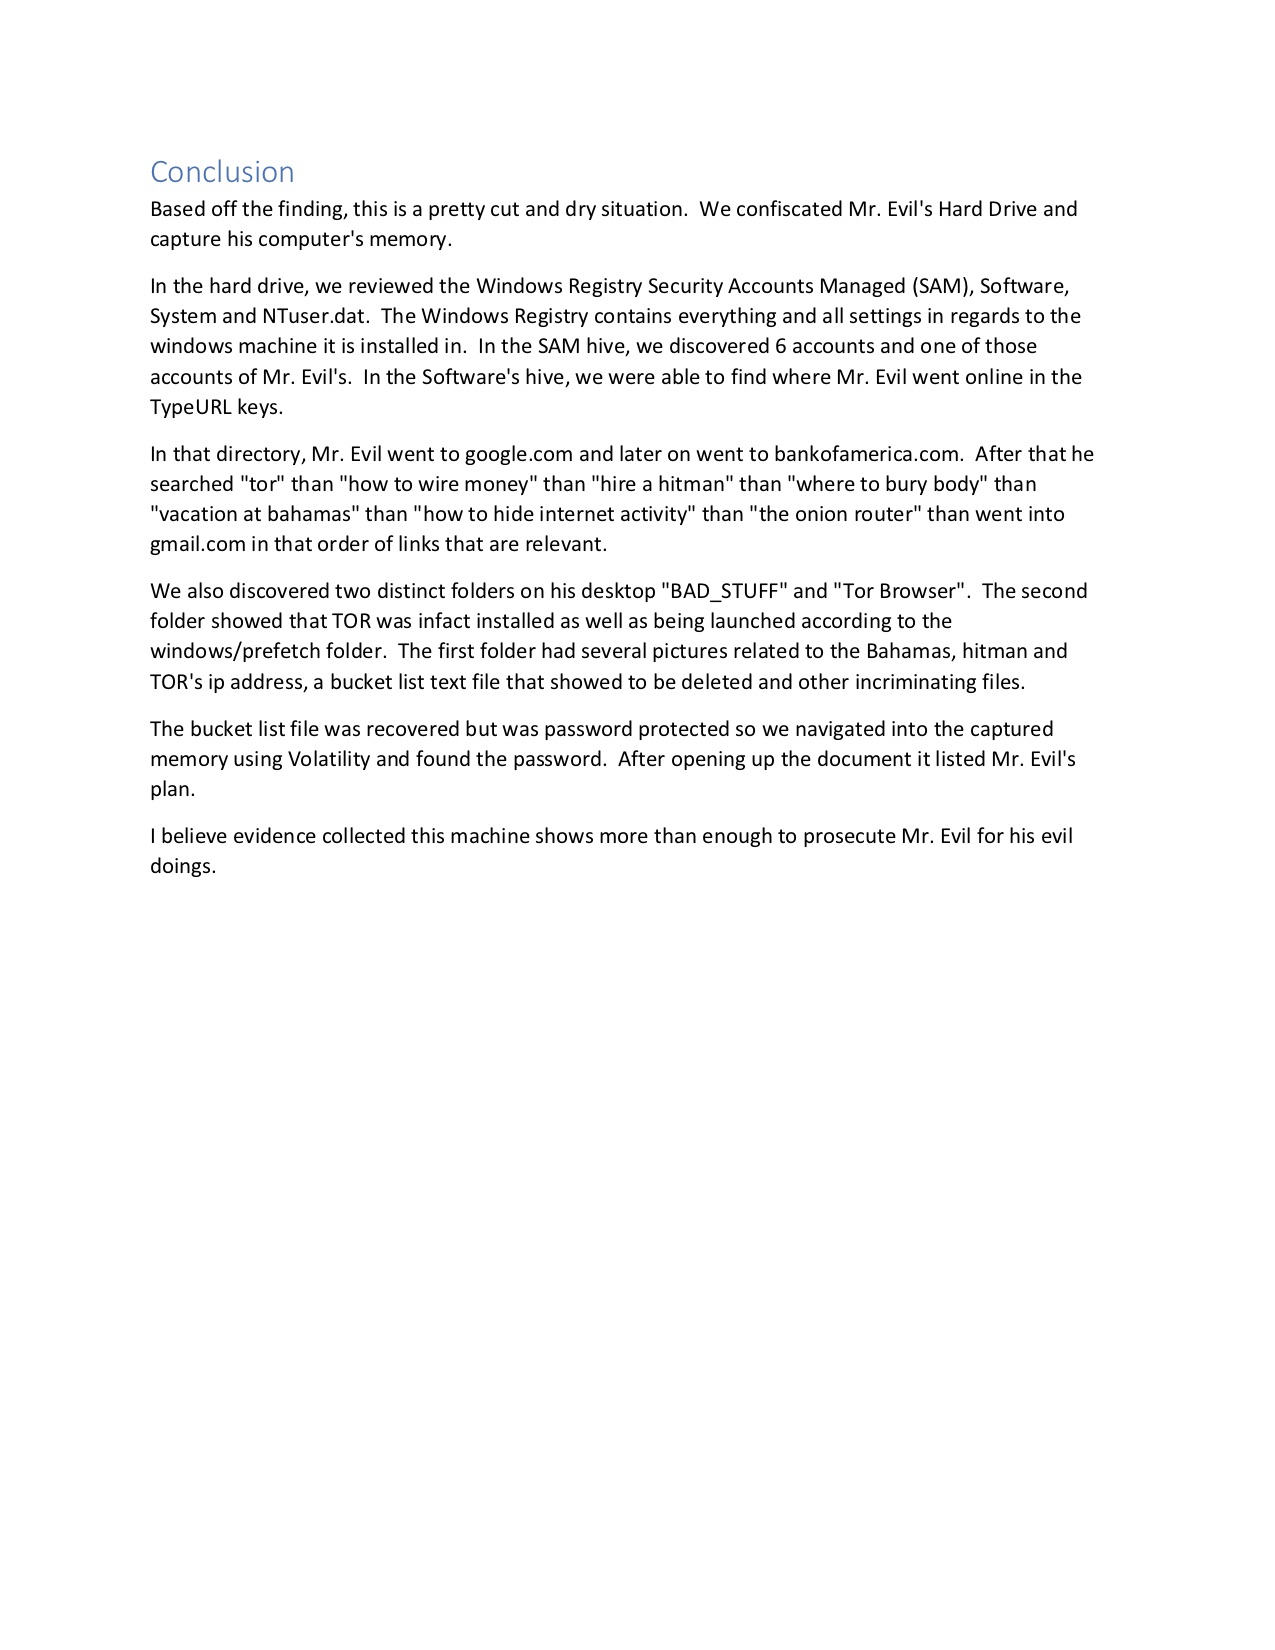 Conclusion
Based off the finding, this is a pretty cut and dry situation.  We confiscated Mr. Evil's Hard Drive and
capture his computer's memory.
In the hard drive, we reviewed the Windows Registry Security Accounts Managed (SAM), Software,
System and NTuser.dat.  The Windows Registry contains everything and all settings in regards to the
windows machine it is installed in.  In the SAM hive, we discovered 6 accounts and one of those
accounts of Mr. Evil's.  In the Software's hive, we were able to find where Mr. Evil went online in the
TypeURL keys.
In that directory, Mr. Evil went to google.com and later on went to bankofamerica.com.  After that he
searched "tor" than "how to wire money" than "hire a hitman" than "where to bury body" than
"vacation at bahamas" than "how to hide internet activity" than "the onion router" than went into
gmail.com in that order of links that are relevant.
We also discovered two distinct folders on his desktop "BAD_STUFF" and "Tor Browser".  The second
folder showed that TOR was infact installed as well as being launched according to the
windows/prefetch folder.  The first folder had several pictures related to the Bahamas, hitman and
TOR's ip address, a bucket list text file that showed to be deleted and other incriminating files.
The bucket list file was recovered but was password protected so we navigated into the captured
memory using Volatility and found the password.  After opening up the document it listed Mr. Evil's
plan.
I believe evidence collected this machine shows more than enough to prosecute Mr. Evil for his evil
doings.